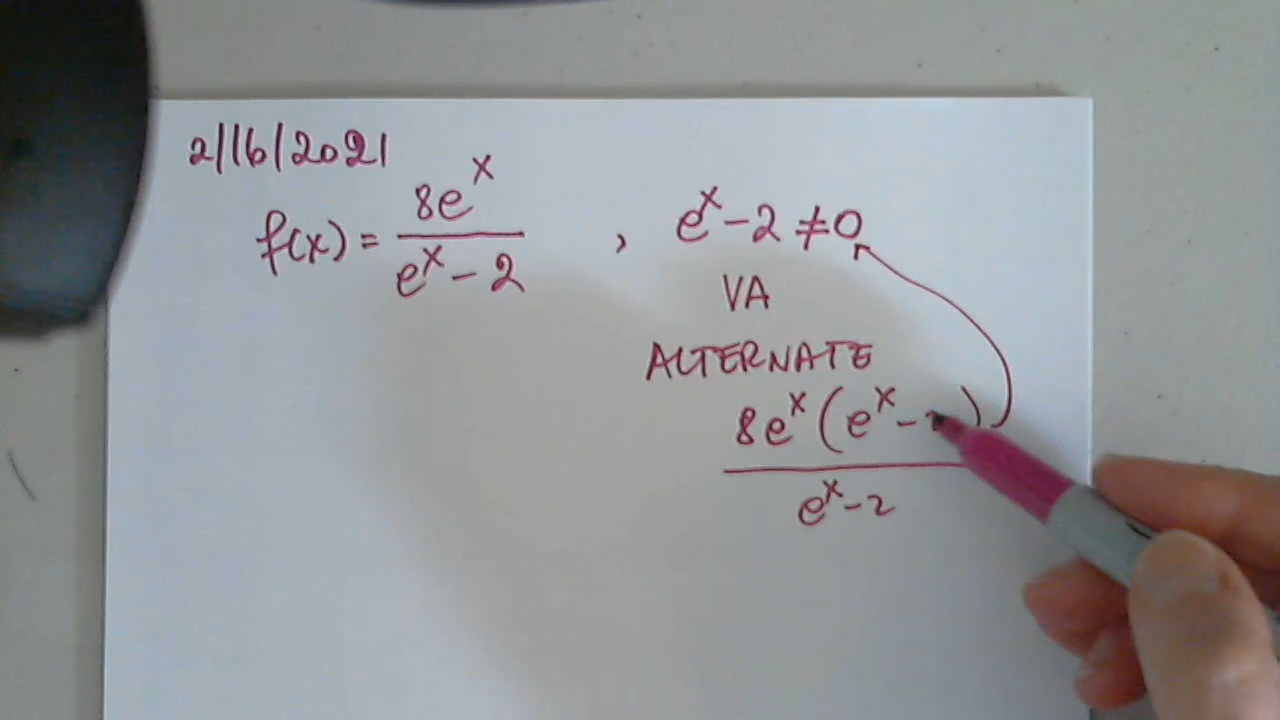 2/16/2021
f(x) = 8e^x / (e^x - 2) , e^x - 2 ≠ 0
VA
ALTERNATE
8e^x (e^x - ) / (e^x - 2)